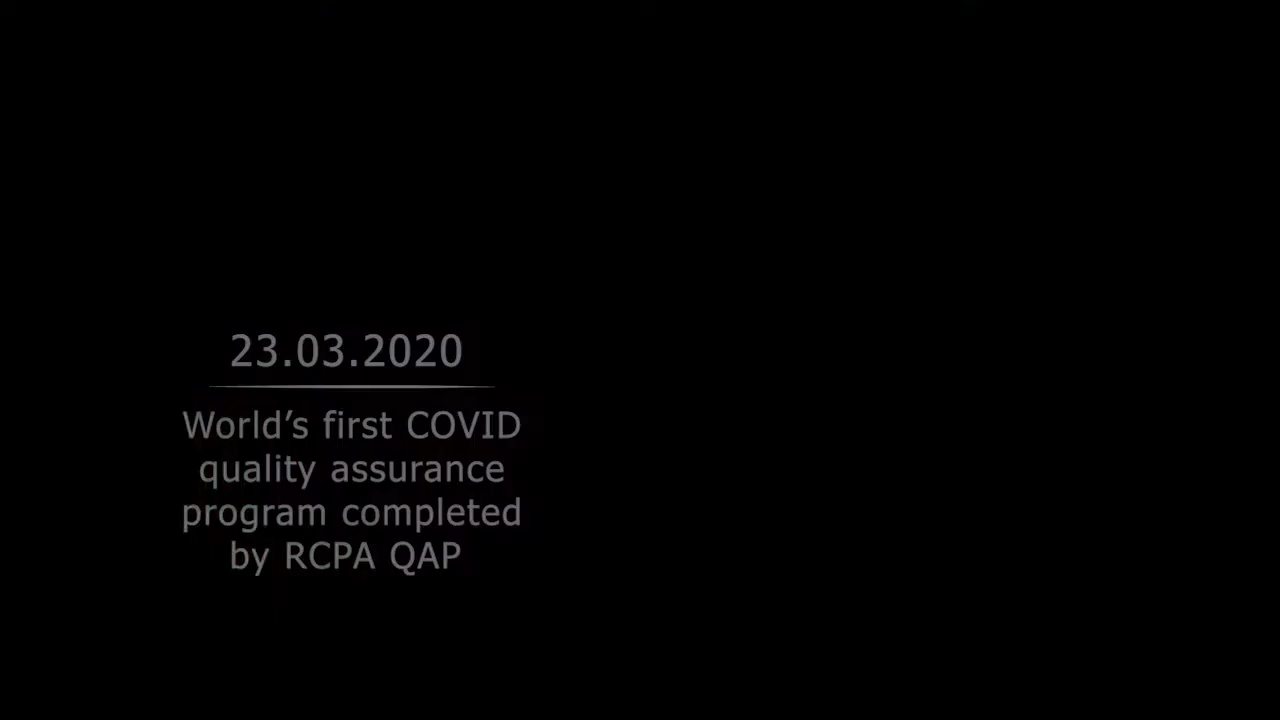 23.03.2020
World’s first COVID
quality assurance
program completed
by RCPA QAP